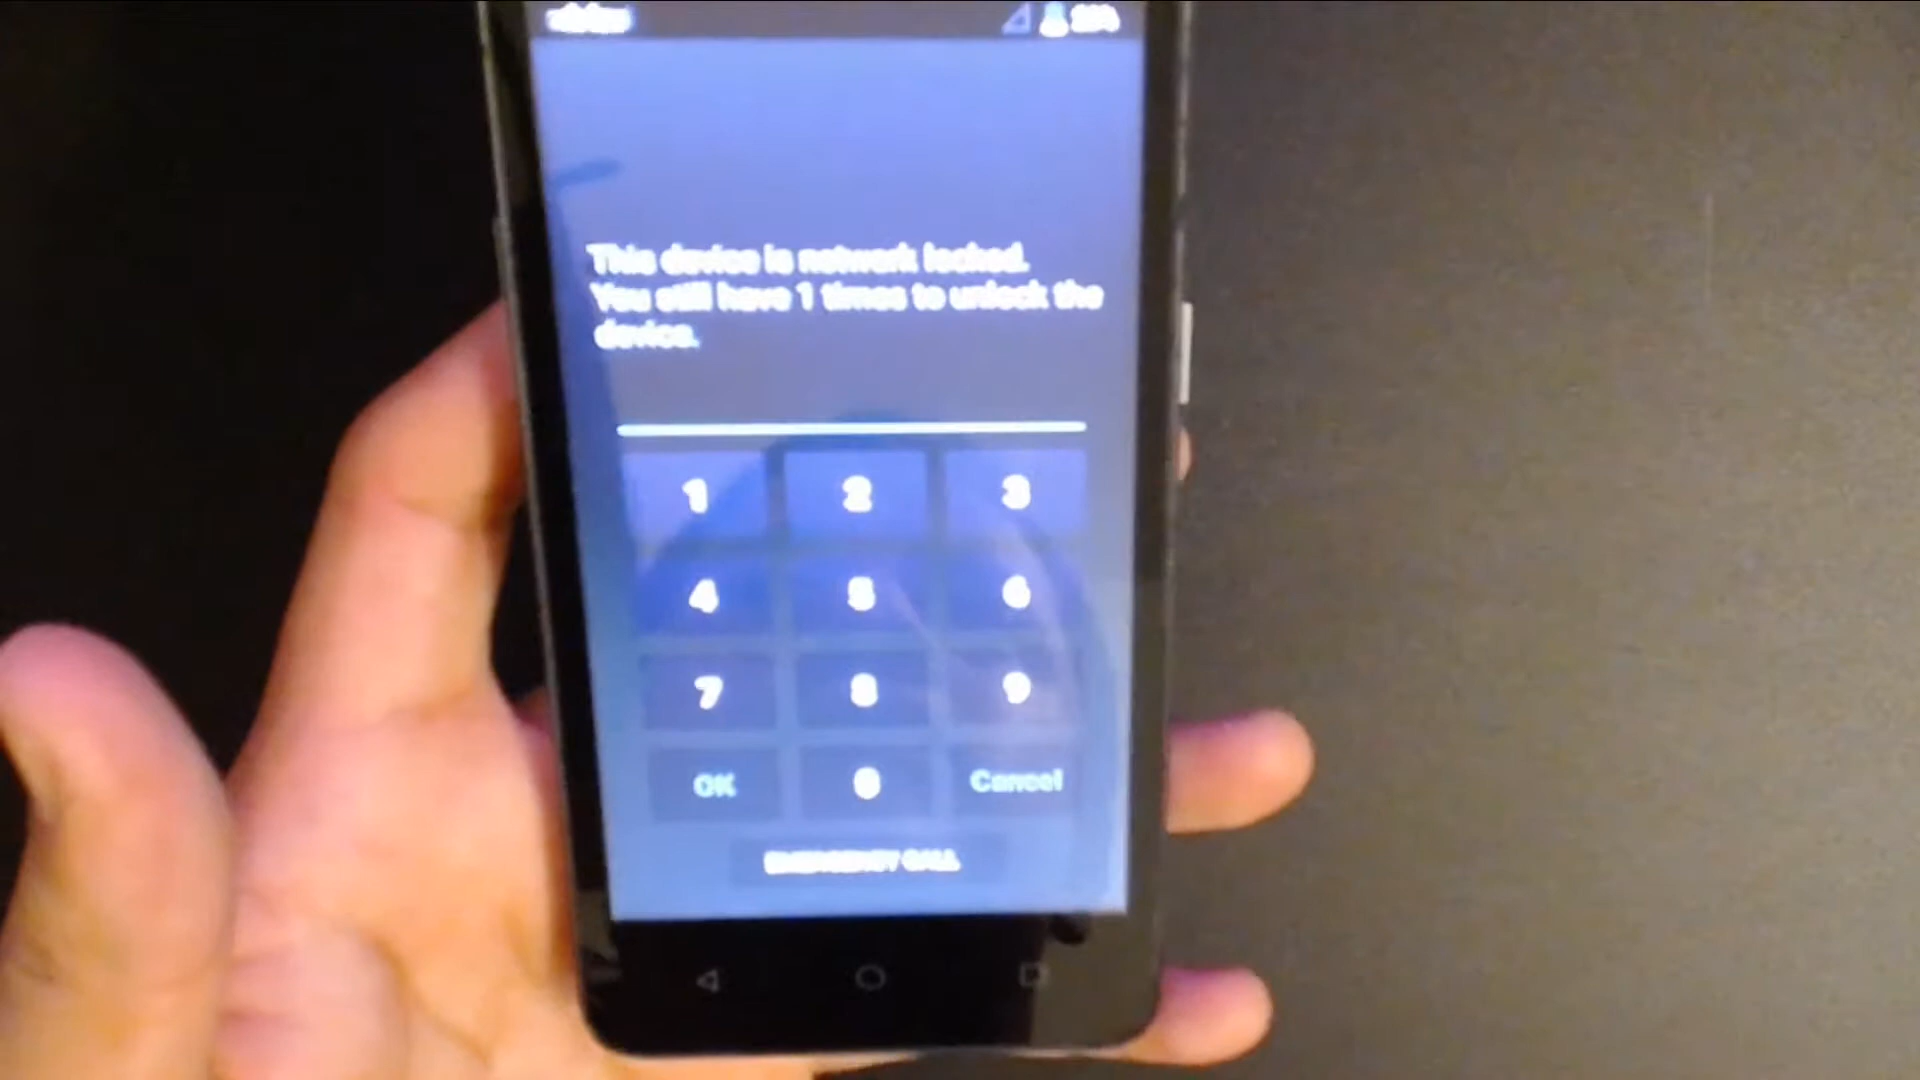 This device is network locked.
You still have 1 times to unlock the
device.
1 2 3
4 5 6
7 8 9
OK 0 Cancel
EMERGENCY CALL